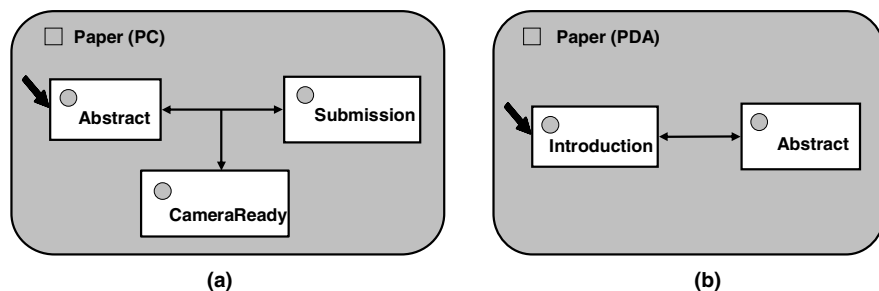 Paper (PC)
Abstract
Submission
CameraReady
(a)
Paper (PDA)
Introduction
Abstract
(b)